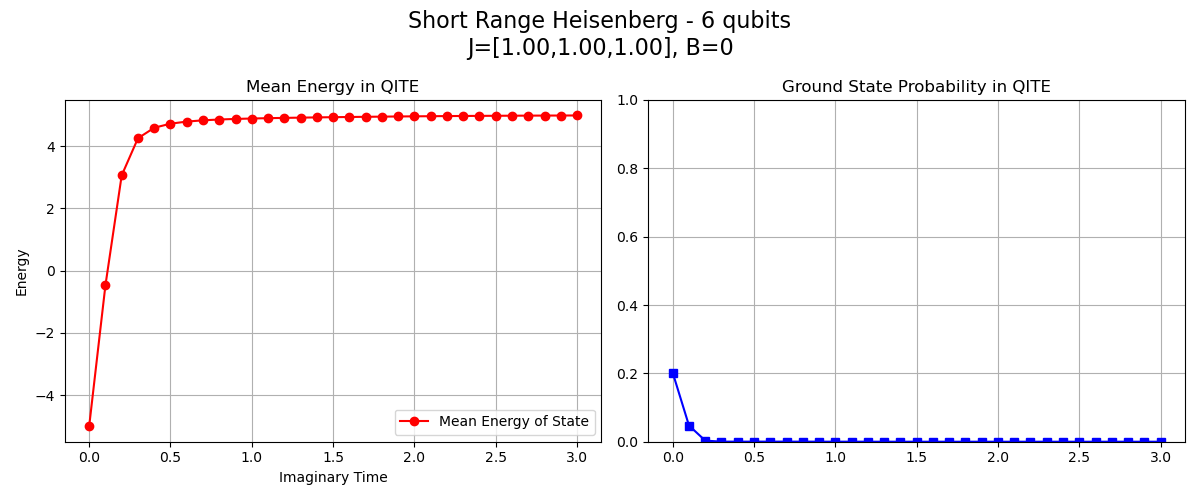 Short Range Heisenberg - 6 qubits
J=[1.00,1.00,1.00], B=0
Mean Energy in QITE
Energy
4
2
0
−2
−4
0.0 0.5 1.0 1.5 2.0 2.5 3.0
Imaginary Time
Mean Energy of State
Ground State Probability in QITE
1.0
0.8
0.6
0.4
0.2
0.0
0.0 0.5 1.0 1.5 2.0 2.5 3.0